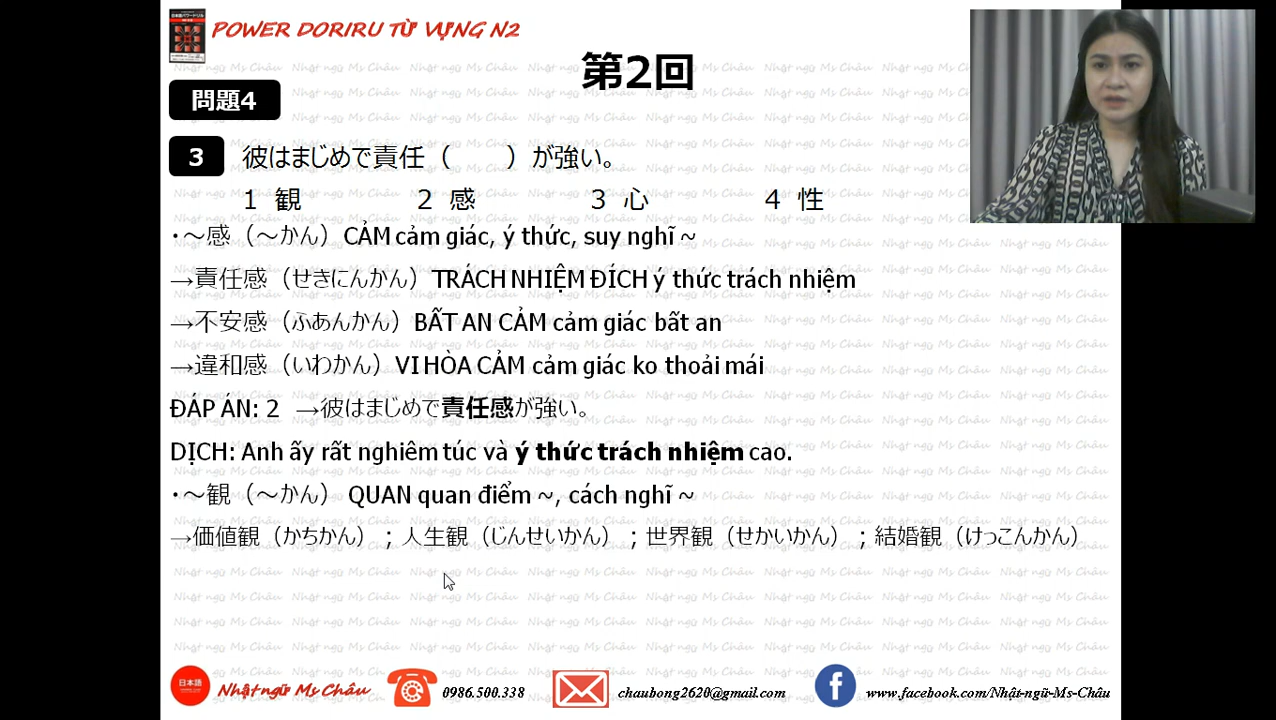 POWER DORIRU TỪ VỰNG N2
第2回
問題4
3 彼はまじめで責任（　　）が強い。
1 観 2 感 3 心 4 性
・～感（～かん）CẢM cảm giác, ý thức, suy nghĩ ~
→責任感（せきにんかん）TRÁCH NHIỆM ĐÍCH ý thức trách nhiệm
→不安感（ふあんかん）BẤT AN CẢM cảm giác bất an
→違和感（いわかん）VI HÒA CẢM cảm giác ko thoải mái
ĐÁP ÁN: 2 →彼はまじめで責任感が強い。
DỊCH: Anh ấy rất nghiêm túc và ý thức trách nhiệm cao.
・～観（～かん） QUAN quan điểm ~, cách nghĩ ~
→価値観（かちかん）；人生観（じんせいかん）；世界観（せかいかん）；結婚観（けっこんかん）
日本語 Nhật ngữ Ms Châu 0986.500.338 chaubong2620@gmail.com www.facebook.com/Nhật-ngữ-Ms-Châu